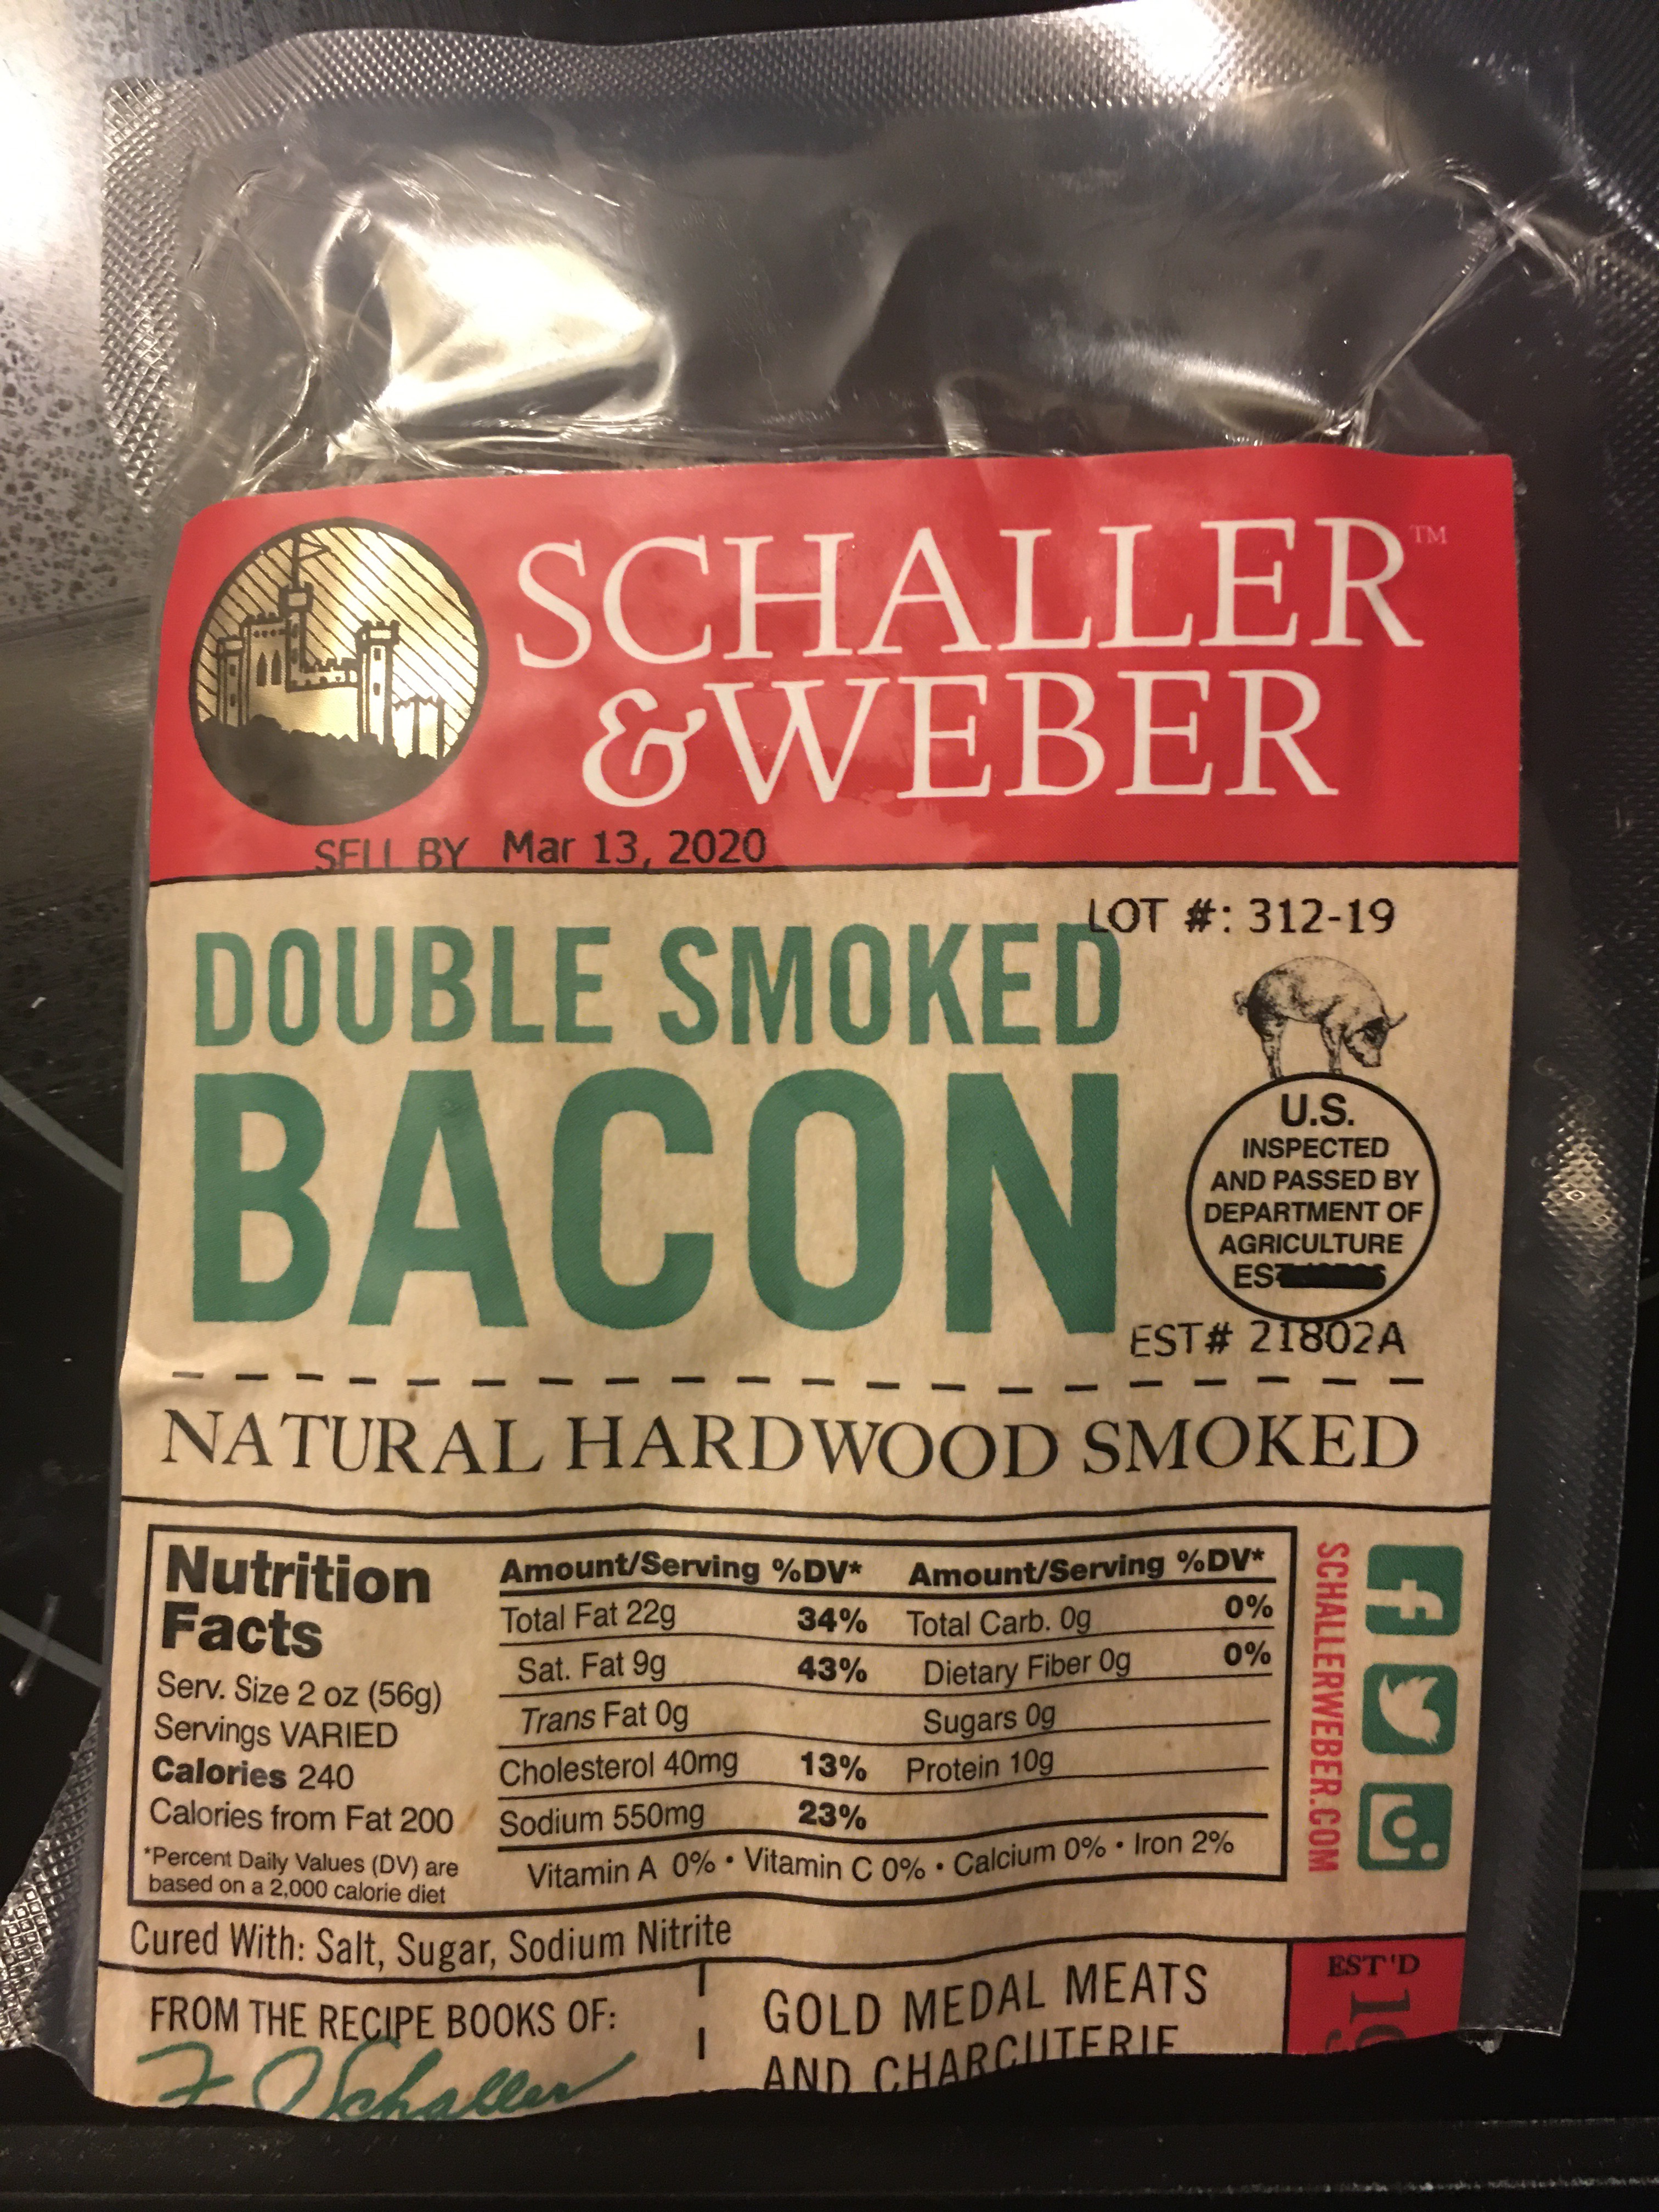 SCHALLER™
&WEBER
SELL BY Mar 13, 2020
LOT #: 312-19
DOUBLE SMOKED
BACON
U.S.
INSPECTED
AND PASSED BY
DEPARTMENT OF
AGRICULTURE
EST# 21802A
NATURAL HARDWOOD SMOKED
Nutrition
Facts
Serv. Size 2 oz (56g)
Servings VARIED
Calories 240
Calories from Fat 200
*Percent Daily Values (DV) are
based on a 2,000 calorie diet
Amount/Serving %DV* Amount/Serving %DV*
Total Fat 22g 34% Total Carb. 0g 0%
Sat. Fat 9g 43% Dietary Fiber 0g 0%
Trans Fat 0g Sugars 0g
Cholesterol 40mg 13% Protein 10g
Sodium 550mg 23%
Vitamin A 0% • Vitamin C 0% • Calcium 0% • Iron 2%
SCHALLERWEBER.COM
Cured With: Salt, Sugar, Sodium Nitrite
FROM THE RECIPE BOOKS OF:
F Schaller
GOLD MEDAL MEATS
AND CHARCUTERIE
EST'D